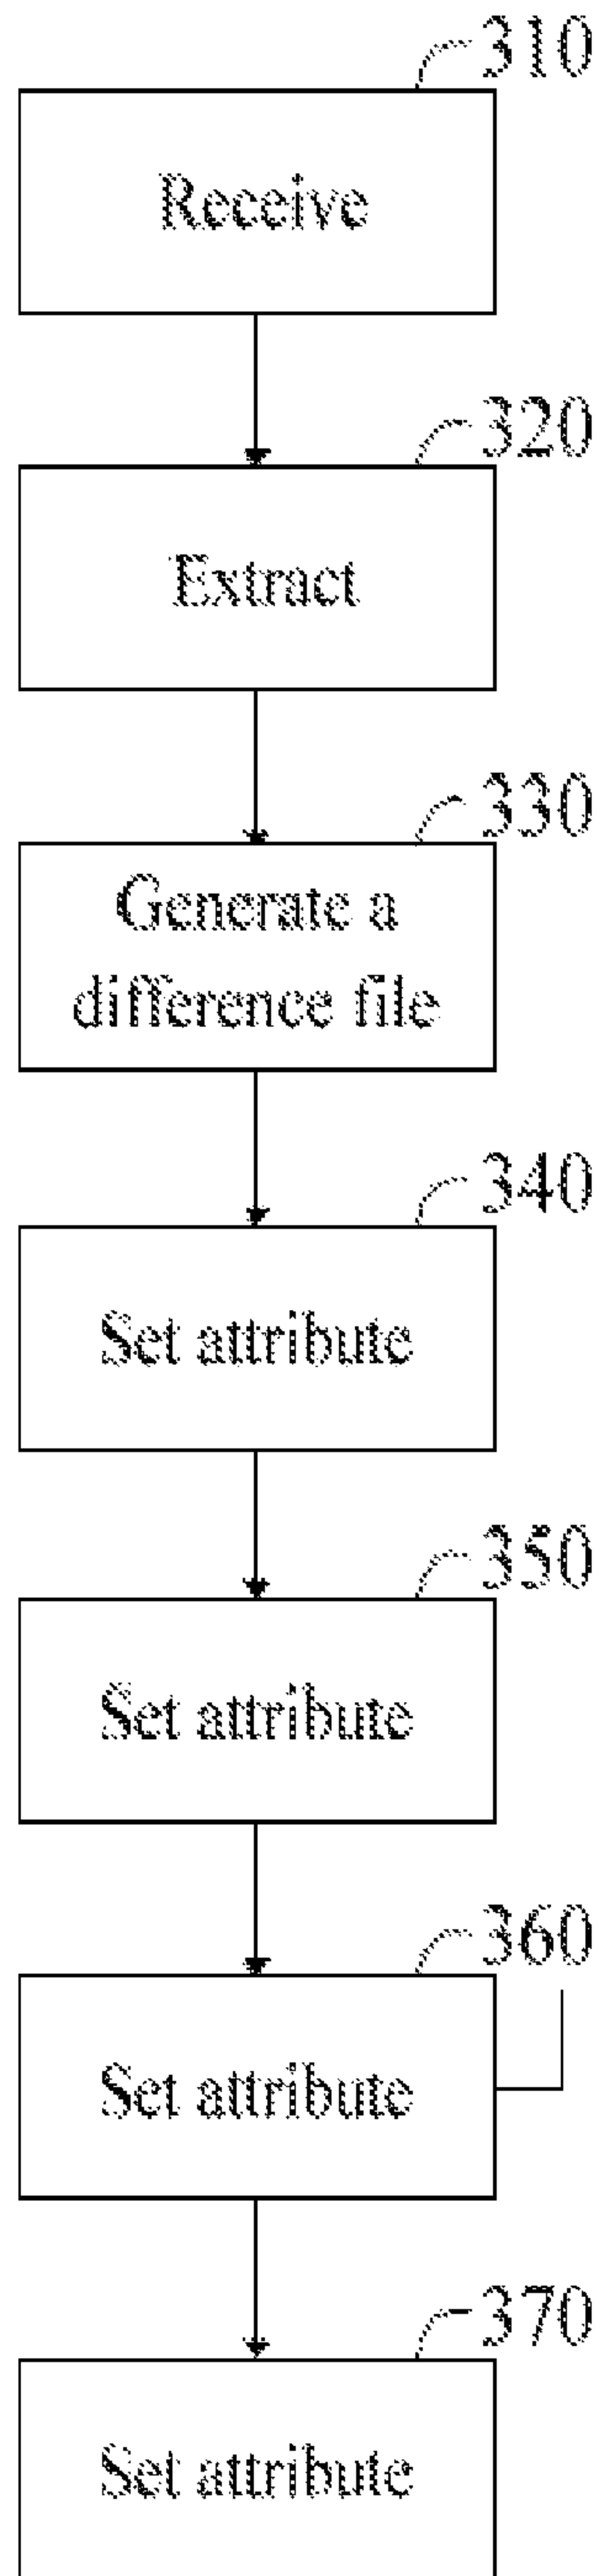 310
Receive
320
Extract
330
Generate a
difference file
340
Set attribute
350
Set attribute
360
Set attribute
370
Set attribute